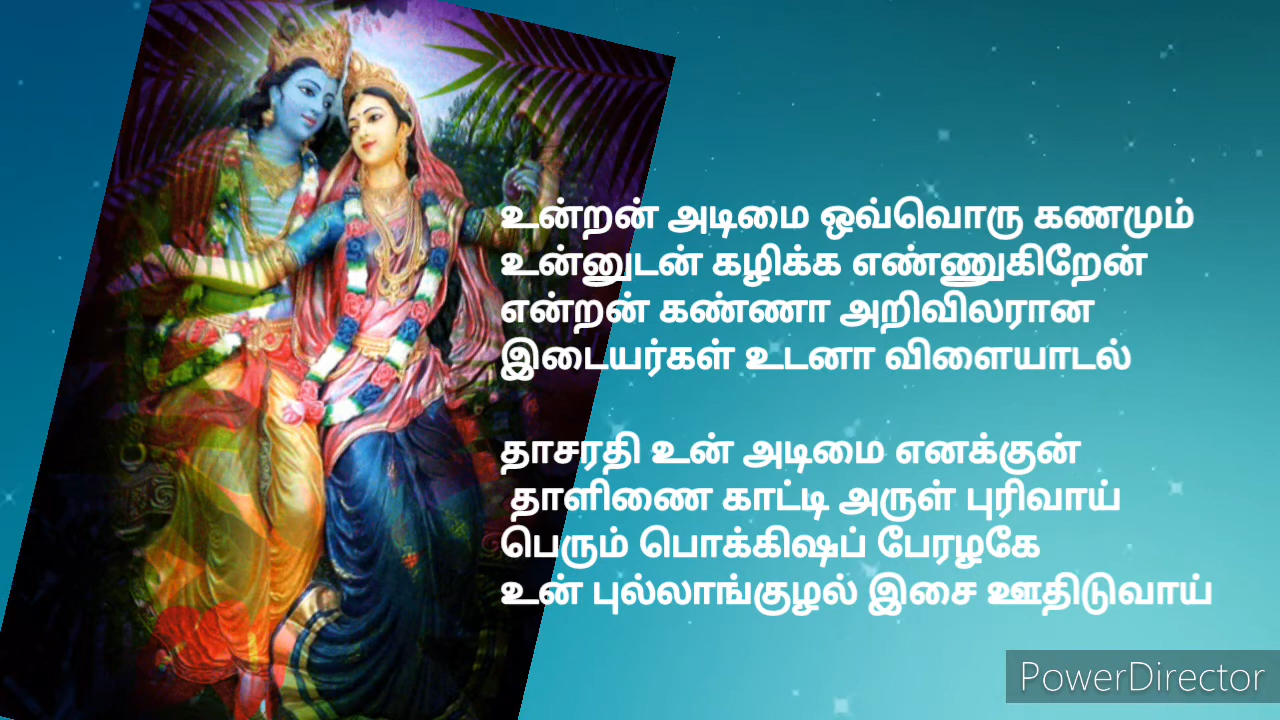 உன்றன் அடிமை ஒவ்வொரு கணமும்
உன்னுடன் கழிக்க எண்ணுகிறேன்
என்றன் கண்ணா அறிவிலரான
இடையர்கள் உடனா விளையாடல்
தாசரதி உன் அடிமை எனக்குன்
தாளிணை காட்டி அருள் புரிவாய்
பெரும் பொக்கிஷப் பேரழகே
உன் புல்லாங்குழல் இசை ஊதிடுவாய்
PowerDirector